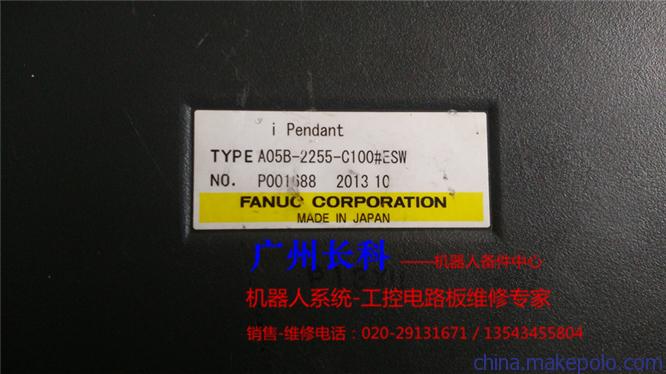 i Pendant
TYPE A05B-2255-C100#ESW
NO. P001688 2013 10
FANUC CORPORATION
MADE IN JAPAN
广州长科 ——机器人备件中心
机器人系统-工控电路板维修专家
销售-维修电话：020-29131671 / 13543455804
china.makepolo.com